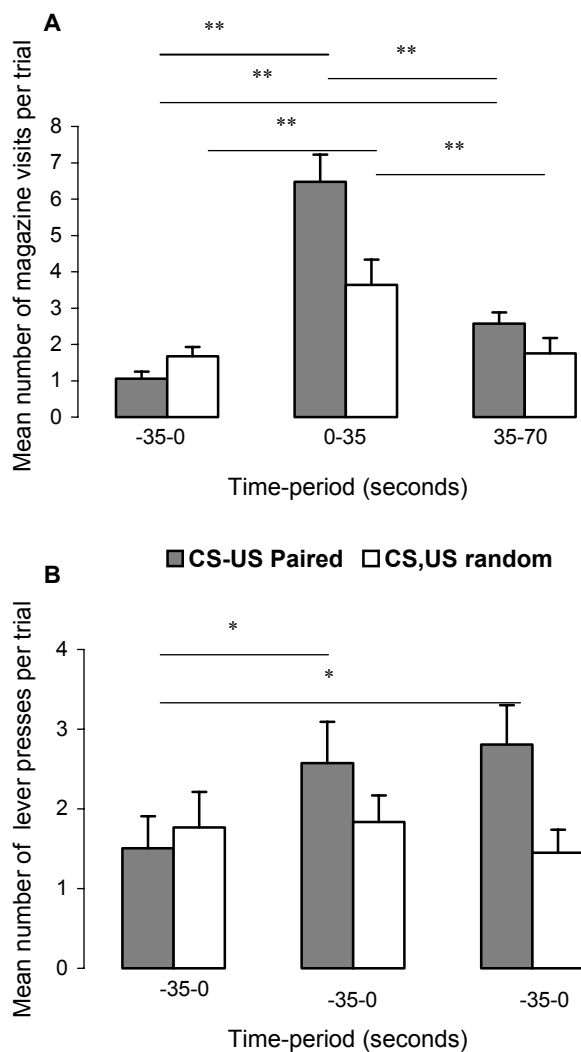 A
** 
** **
**
** **
Mean number of magazine visits per trial
8
7
6
5
4
3
2
1
0
-35-0 0-35 35-70
Time-period (seconds)
CS-US Paired CS,US random
B
*
*
Mean number of lever presses per trial
4
3
2
1
0
-35-0 -35-0 -35-0
Time-period (seconds)